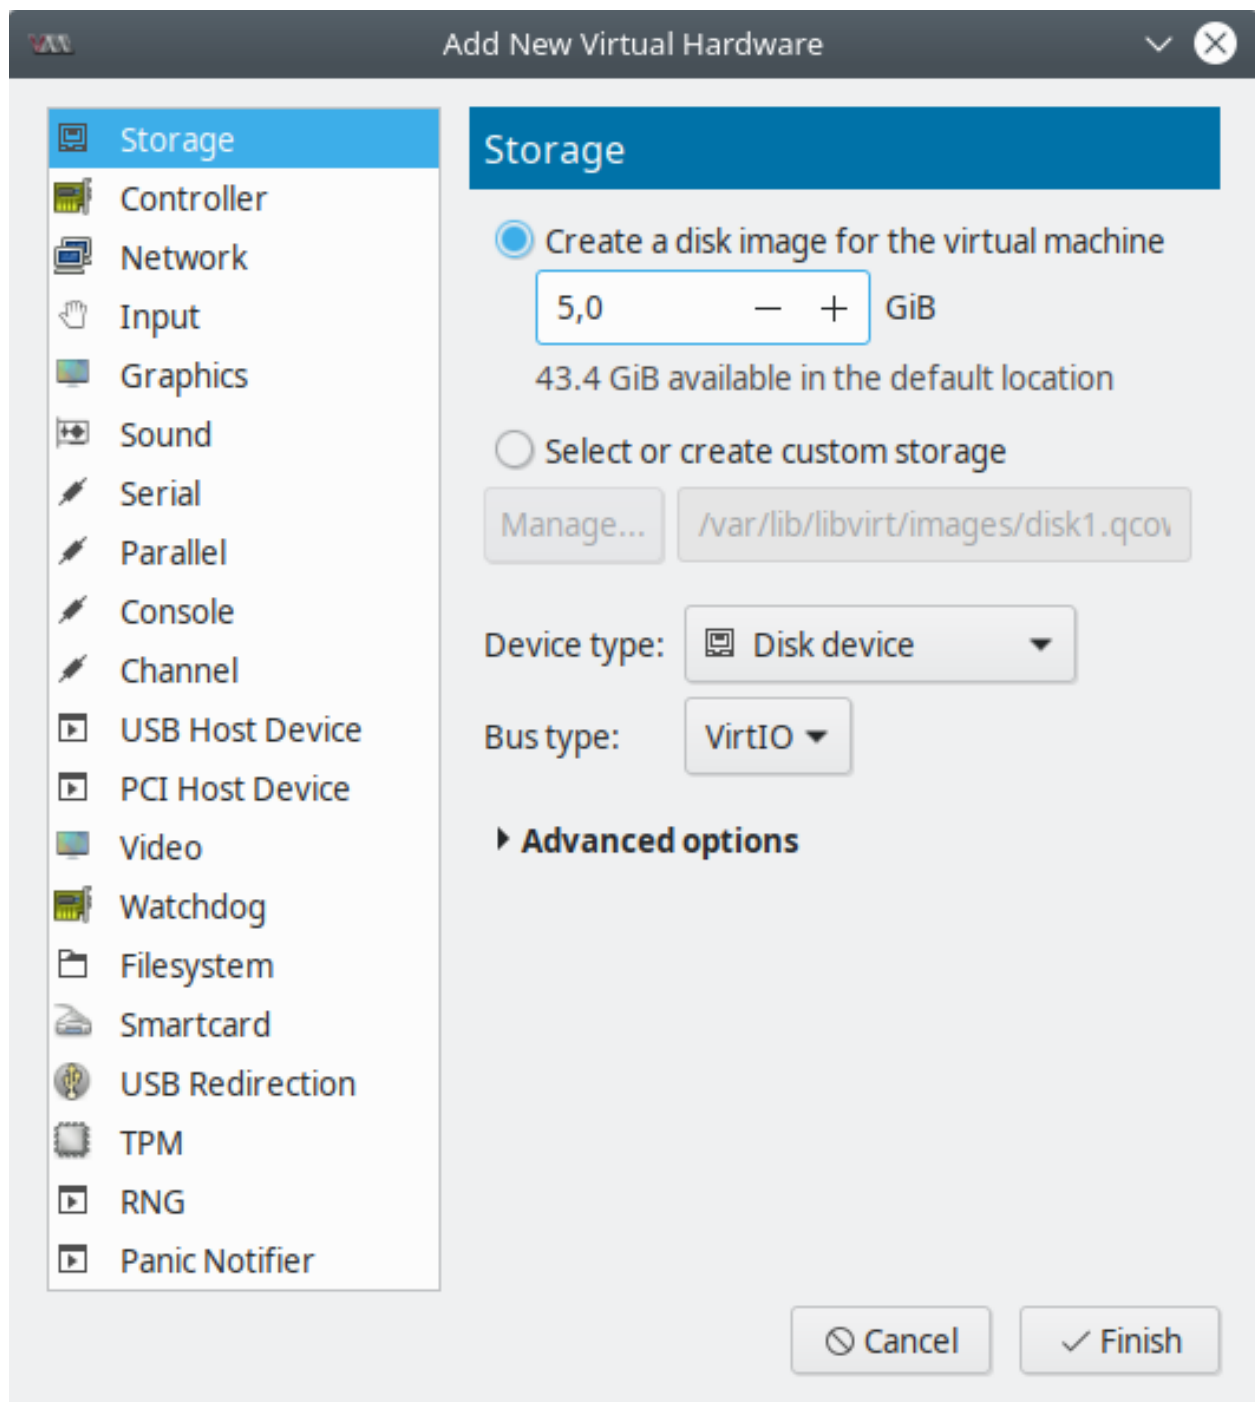 Add New Virtual Hardware
Storage
Controller
Network
Input
Graphics
Sound
Serial
Parallel
Console
Channel
USB Host Device
PCI Host Device
Video
Watchdog
Filesystem
Smartcard
USB Redirection
TPM
RNG
Panic Notifier
Storage
Create a disk image for the virtual machine
5,0 − + GiB
43.4 GiB available in the default location
Select or create custom storage
Manage... /var/lib/libvirt/images/disk1.qcow
Device type: Disk device
Bus type: VirtIO
Advanced options
Cancel Finish